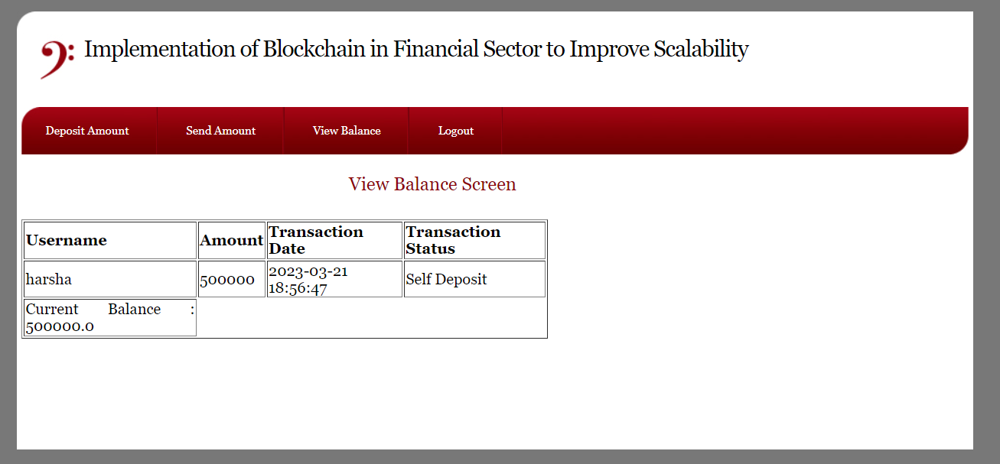 Implementation of Blockchain in Financial Sector to Improve Scalability
Deposit Amount Send Amount View Balance Logout
View Balance Screen
Username Amount Transaction Date Transaction Status
harsha 500000 2023-03-21 18:56:47 Self Deposit
Current Balance :
500000.0